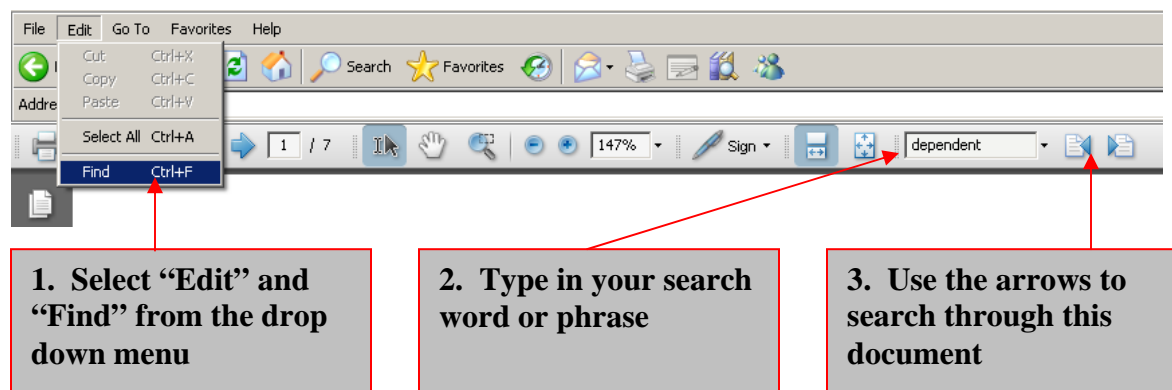 File Edit Go To Favorites Help
Cut Ctrl+X
Search Favorites
Copy Ctrl+C
Paste Ctrl+V
Addre
Select All Ctrl+A
1 / 7 147% Sign dependent
Find Ctrl+F
1. Select “Edit” and
“Find” from the drop
down menu
2. Type in your search
word or phrase
3. Use the arrows to
search through this
document